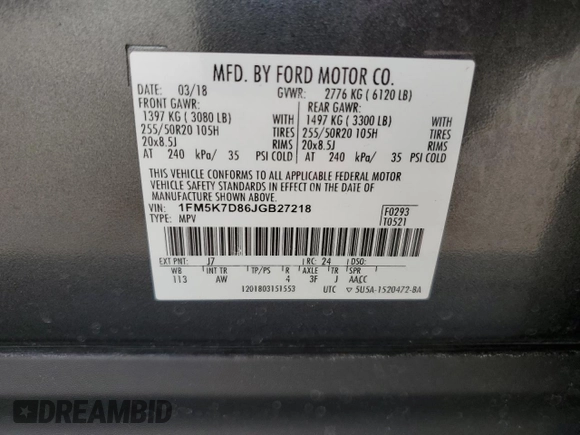 MFD. BY FORD MOTOR CO.
DATE: 03/18 GVWR: 2776 KG ( 6120 LB)
FRONT GAWR: REAR GAWR:
1397 KG ( 3080 LB) WITH 1497 KG ( 3300 LB) WITH
255/50R20 105H TIRES 255/50R20 105H TIRES
20x8.5J RIMS 20x8.5J RIMS
AT 240 kPa/ 35 PSI COLD AT 240 kPa/ 35 PSI COLD
THIS VEHICLE CONFORMS TO ALL APPLICABLE FEDERAL MOTOR
VEHICLE SAFETY STANDARDS IN EFFECT ON THE DATE OF
MANUFACTURE SHOWN ABOVE.
VIN: 1FM5K7D86JGB27218
TYPE: MPV
F0293
T0521
EXT PNT: J7 RC: 24 DSO:
WB INT TR TP/PS R AXLE TR SPR
113 AW 4 3F J AACC
1201803151553 UTC ▽ 5U5A-1520472-BA
DREAMBID